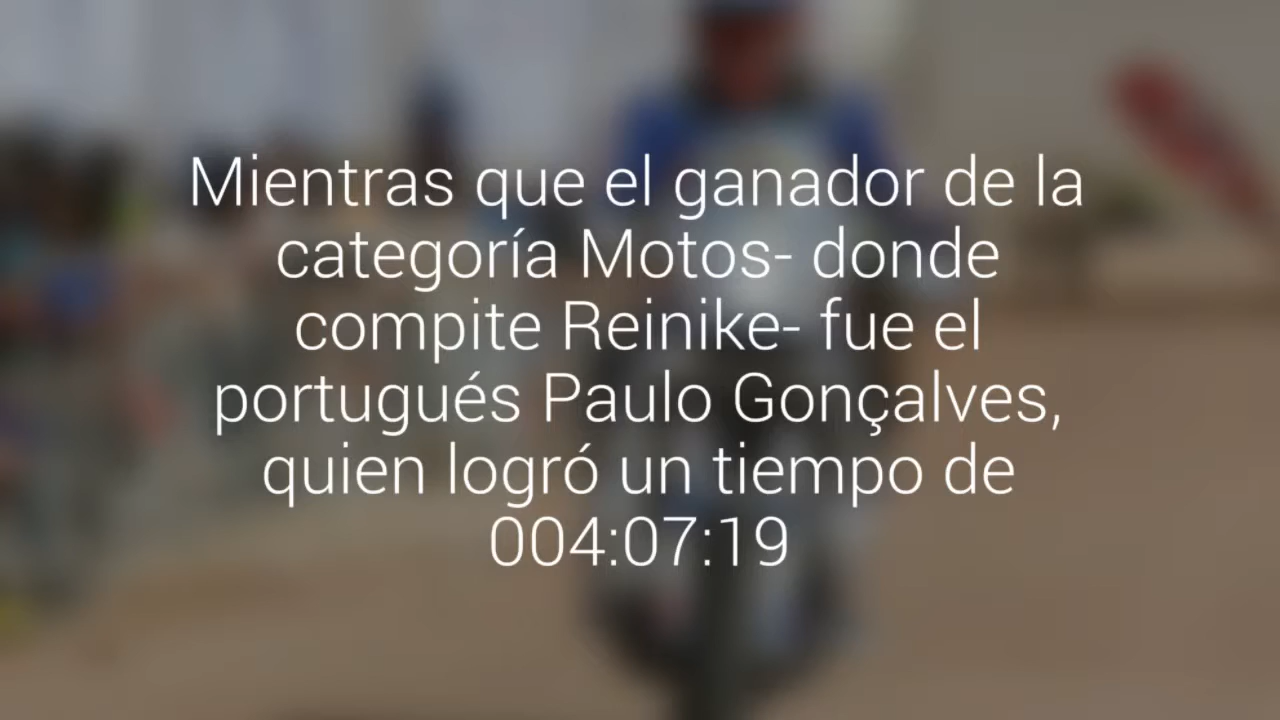 Mientras que el ganador de la
categoría Motos- donde
compite Reinike- fue el
portugués Paulo Gonçalves,
quien logró un tiempo de
004:07:19